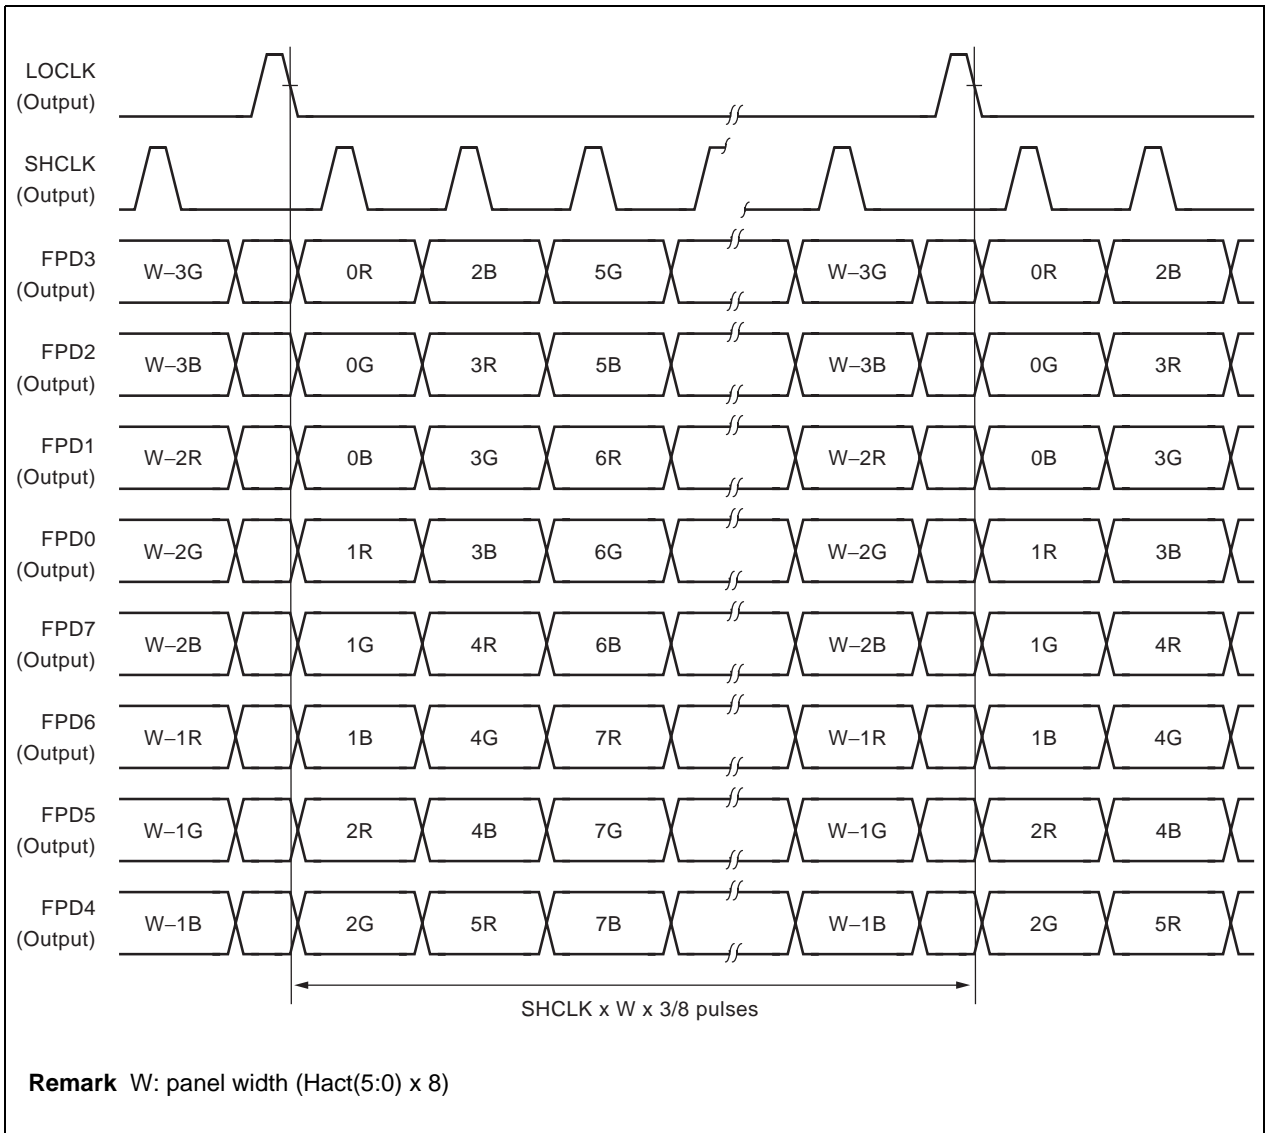 LOCLK
(Output)
SHCLK
(Output)
FPD3
(Output)
W–3G 0R 2B 5G W–3G 0R 2B
FPD2
(Output)
W–3B 0G 3R 5B W–3B 0G 3R
FPD1
(Output)
W–2R 0B 3G 6R W–2R 0B 3G
FPD0
(Output)
W–2G 1R 3B 6G W–2G 1R 3B
FPD7
(Output)
W–2B 1G 4R 6B W–2B 1G 4R
FPD6
(Output)
W–1R 1B 4G 7R W–1R 1B 4G
FPD5
(Output)
W–1G 2R 4B 7G W–1G 2R 4B
FPD4
(Output)
W–1B 2G 5R 7B W–1B 2G 5R
SHCLK x W x 3/8 pulses
Remark W: panel width (Hact(5:0) x 8)